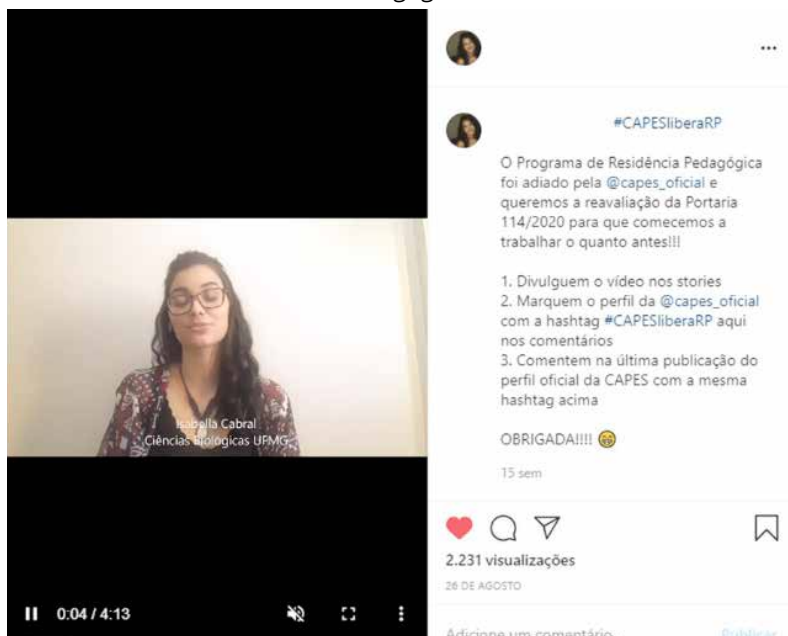 #CAPESliberaRP
O Programa de Residência Pedagógica
foi adiado pela @capes_oficial e
queremos a reavaliação da Portaria
114/2020 para que comecemos a
trabalhar o quanto antes!!!
1. Divulguem o vídeo nos stories
2. Marquem o perfil da @capes_oficial
com a hashtag #CAPESliberaRP aqui
nos comentários
3. Comentem na última publicação do
perfil oficial da CAPES com a mesma
hashtag acima
OBRIGADA!!!! 😁
15 sem
Isabella Cabral
Ciências Biológicas UFMG
0:04 / 4:13
2.231 visualizações
26 DE AGOSTO
Adicione um comentário
Publicar